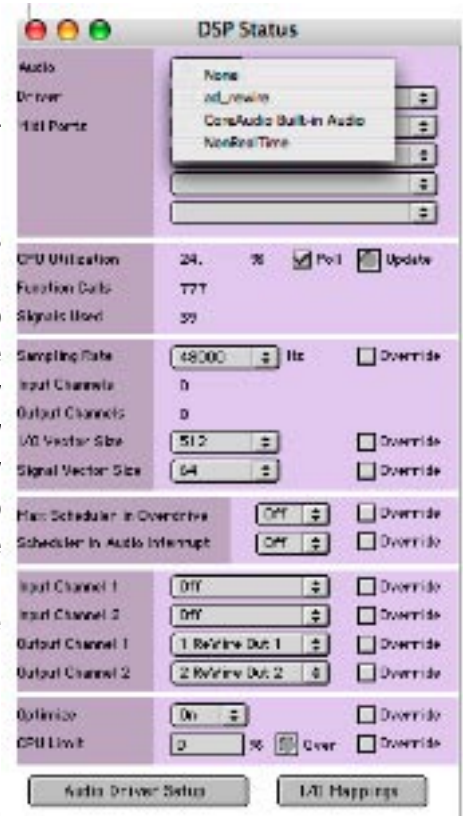 DSP Status
Audio
None
Driver
ad_rewire
CoreAudio Built-in Audio
Midi Ports
NonRealTime
CPU Utilization 24. % Poll Update
Function Calls 777
Signals Used 39
Sampling Rate 48000 Hz Override
Input Channels 0
Output Channels 0
I/O Vector Size 512 Override
Signal Vector Size 64 Override
Max Scheduler in Overdrive Off Override
Scheduler in Audio Interrupt Off Override
Input Channel 1 Off Override
Input Channel 2 Off Override
Output Channel 1 1 ReWire Out 1 Override
Output Channel 2 2 ReWire Out 2 Override
Optimize On Override
CPU Limit 0 % Over Override
Audio Driver Setup I/O Mappings